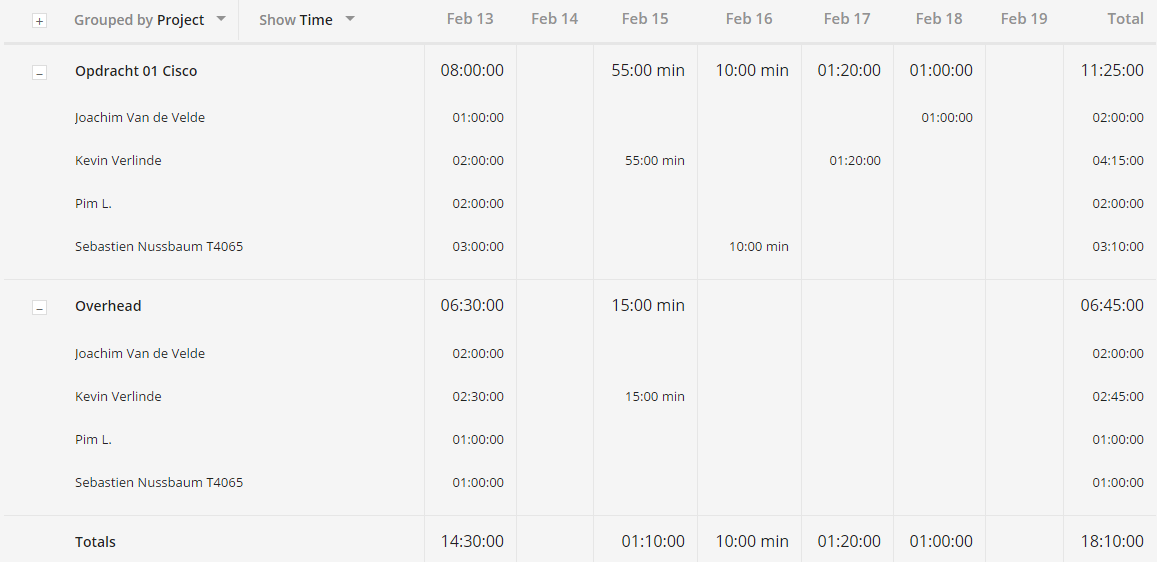 + Grouped by Project Show Time Feb 13 Feb 14 Feb 15 Feb 16 Feb 17 Feb 18 Feb 19 Total
– Opdracht 01 Cisco 08:00:00 55:00 min 10:00 min 01:20:00 01:00:00 11:25:00
Joachim Van de Velde 01:00:00 01:00:00 02:00:00
Kevin Verlinde 02:00:00 55:00 min 01:20:00 04:15:00
Pim L. 02:00:00 02:00:00
Sebastien Nussbaum T4065 03:00:00 10:00 min 03:10:00
– Overhead 06:30:00 15:00 min 06:45:00
Joachim Van de Velde 02:00:00 02:00:00
Kevin Verlinde 02:30:00 15:00 min 02:45:00
Pim L. 01:00:00 01:00:00
Sebastien Nussbaum T4065 01:00:00 01:00:00
Totals 14:30:00 01:10:00 10:00 min 01:20:00 01:00:00 18:10:00